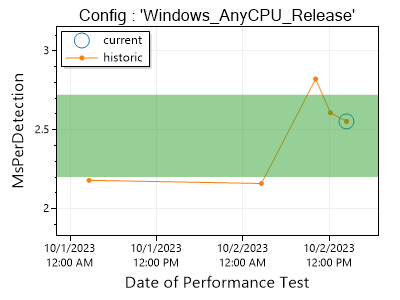 Config : 'Windows_AnyCPU_Release'
current
historic
MsPerDetection
3
2.5
2
10/1/2023 10/1/2023 10/2/2023 10/2/2023
12:00 AM 12:00 PM 12:00 AM 12:00 PM
Date of Performance Test